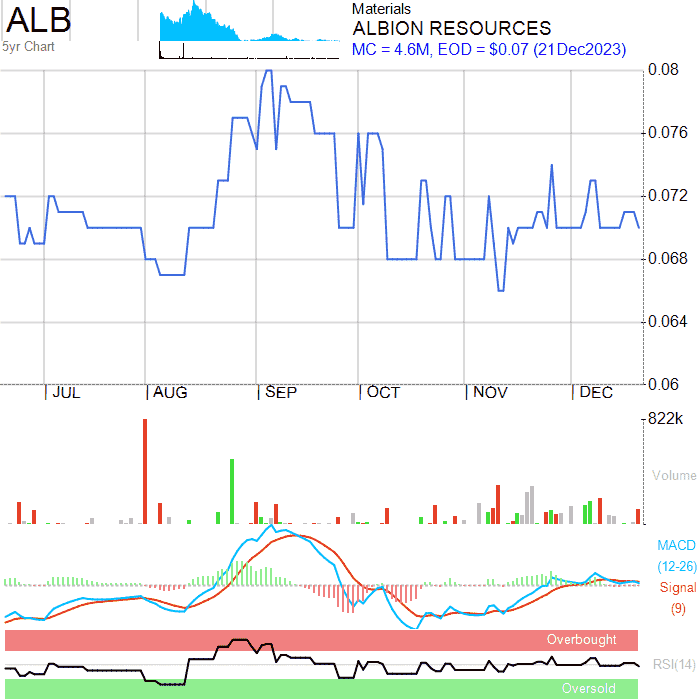 ALB
5yr Chart
Materials
ALBION RESOURCES
MC = 4.6M, EOD = $0.07 (21Dec2023)
0.08
0.076
0.072
0.068
0.064
0.06
JUL AUG SEP OCT NOV DEC
822k
Volume
MACD
(12-26)
Signal
(9)
Overbought
RSI(14)
Oversold